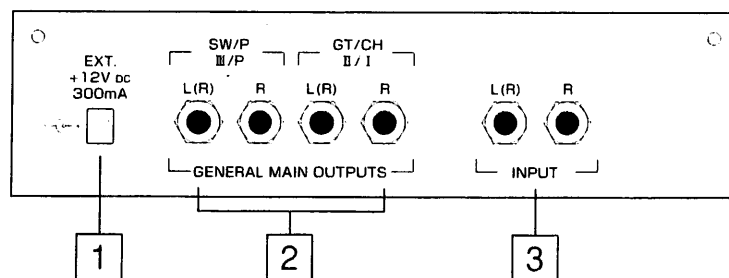 EXT.
+12V DC
300mA
SW/P
Ⅲ/P
GT/CH
Ⅱ/Ⅰ
L(R) R L(R) R
L(R) R
GENERAL MAIN OUTPUTS
INPUT
1 2 3